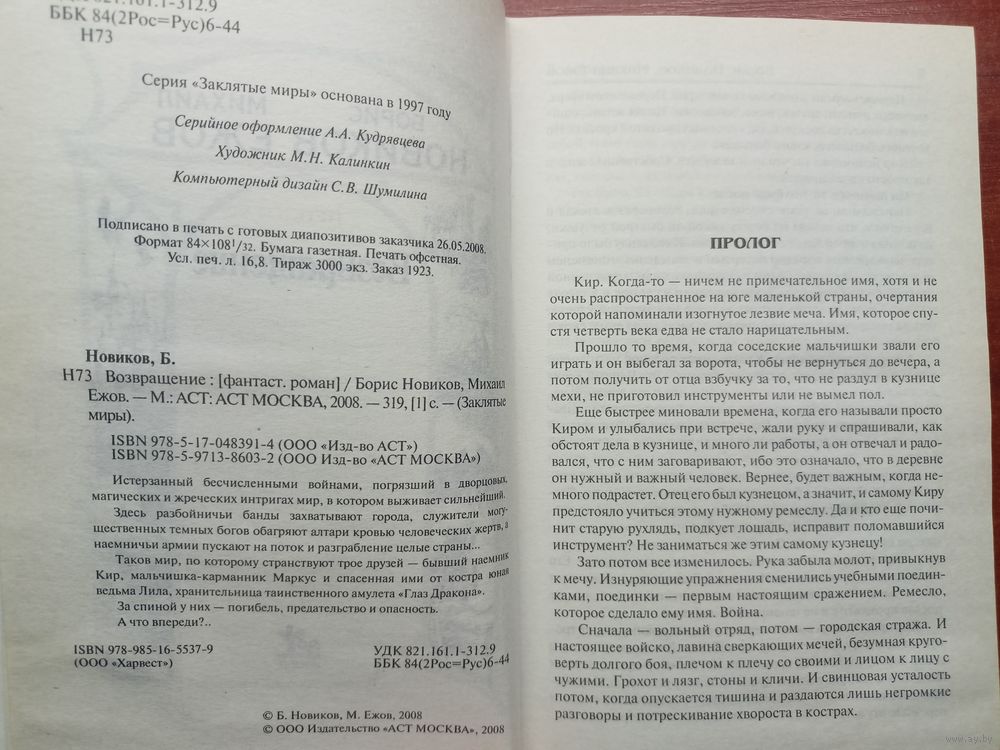 УДК 821.161.1-312.9
ББК 84(2Рос=Рус)6-44
Н73
Серия «Заклятые миры» основана в 1997 году
Серийное оформление А.А. Кудрявцева
Художник М.Н. Калинкин
Компьютерный дизайн С.В. Шумилина
Подписано в печать с готовых диапозитивов заказчика 26.05.2008.
Формат 84×108¹/32. Бумага газетная. Печать офсетная.
Усл. печ. л. 16,8. Тираж 3000 экз. Заказ 1923.
Новиков, Б.
Н73 Возвращение : [фантаст. роман] / Борис Новиков, Михаил
Ежов. — М.: АСТ: АСТ МОСКВА, 2008. — 319, [1] с. — (Заклятые
миры).
ISBN 978-5-17-048391-4 (ООО «Изд-во АСТ»)
ISBN 978-5-9713-8603-2 (ООО Изд-во «АСТ МОСКВА»)
Истерзанный бесчисленными войнами, погрязший в дворцовых,
магических и жреческих интригах мир, в котором выживает сильнейший.
Здесь разбойничьи банды захватывают города, служители могу-
щественных темных богов обагряют алтари кровью человеческих жертв, а
наемничьи армии пускают на поток и разграбление целые страны...
Таков мир, по которому странствуют трое друзей — бывший наемник
Кир, мальчишка-карманник Маркус и спасенная ими от костра юная
ведьма Лила, хранительница таинственного амулета «Глаз Дракона».
За спиной у них — погибель, предательство и опасность.
А что впереди?..
ISBN 978-985-16-5537-9
(ООО «Харвест»)
УДК 821.161.1-312.9
ББК 84(2Рос=Рус)6-44
© Б. Новиков, М. Ежов, 2008
© ООО Издательство «АСТ МОСКВА», 2008
ПРОЛОГ
Кир. Когда-то — ничем не примечательное имя, хотя и не
очень распространенное на юге маленькой страны, очертания
которой напоминали изогнутое лезвие меча. Имя, которое спу-
стя четверть века едва не стало нарицательным.
Прошло то время, когда соседские мальчишки звали его
играть и он выбегал за ворота, чтобы не вернуться до вечера, а
потом получить от отца взбучку за то, что не раздул в кузнице
мехи, не приготовил инструменты или не вымел пол.
Еще быстрее миновали времена, когда его называли просто
Киром и улыбались при встрече, жали руку и спрашивали, как
обстоят дела в кузнице, и много ли работы, а он отвечал и радо-
вался, что с ним заговаривают, ибо это означало, что в деревне
он нужный и важный человек. Вернее, будет важным, когда не-
много подрастет. Отец его был кузнецом, а значит, и самому Киру
предстояло учиться этому нужному ремеслу. Да и кто еще почи-
нит старую рухлядь, подкует лошадь, исправит поломавшийся
инструмент? Не заниматься же этим самому кузнецу!
Зато потом все изменилось. Рука забыла молот, привыкнув
к мечу. Изнуряющие упражнения сменились учебными поедин-
ками, поединки — первым настоящим сражением. Ремесло,
которое сделало ему имя. Война.
Сначала — вольный отряд, потом — городская стража. И
настоящее войско, лавина сверкающих мечей, безумная круго-
верть долгого боя, плечом к плечу со своими и лицом к лицу с
чужими. Грохот и лязг, стоны и кличи. И свинцовая усталость
потом, когда опускается тишина и раздаются лишь негромкие
разговоры и потрескивание хвороста в кострах.
www.ay.by